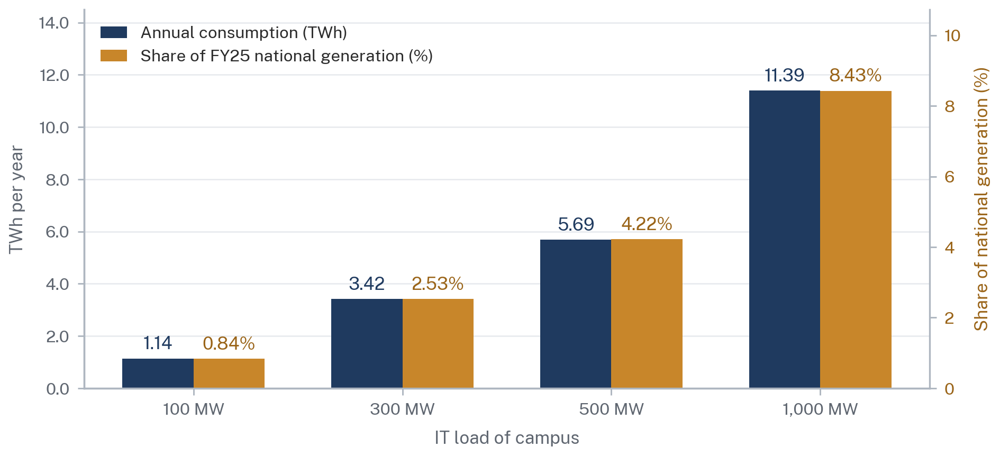 Annual consumption (TWh)
Share of FY25 national generation (%)
14.0
12.0
10.0
8.0
6.0
4.0
2.0
0.0
TWh per year
10
8
6
4
2
0
Share of national generation (%)
1.14
0.84%
3.42
2.53%
5.69
4.22%
11.39
8.43%
100 MW
300 MW
500 MW
1,000 MW
IT load of campus